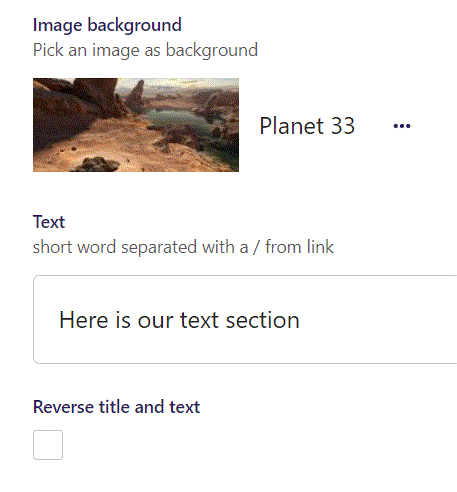 Image background
Pick an image as background
Planet 33
Text
short word separated with a / from link
Here is our text section
Reverse title and text